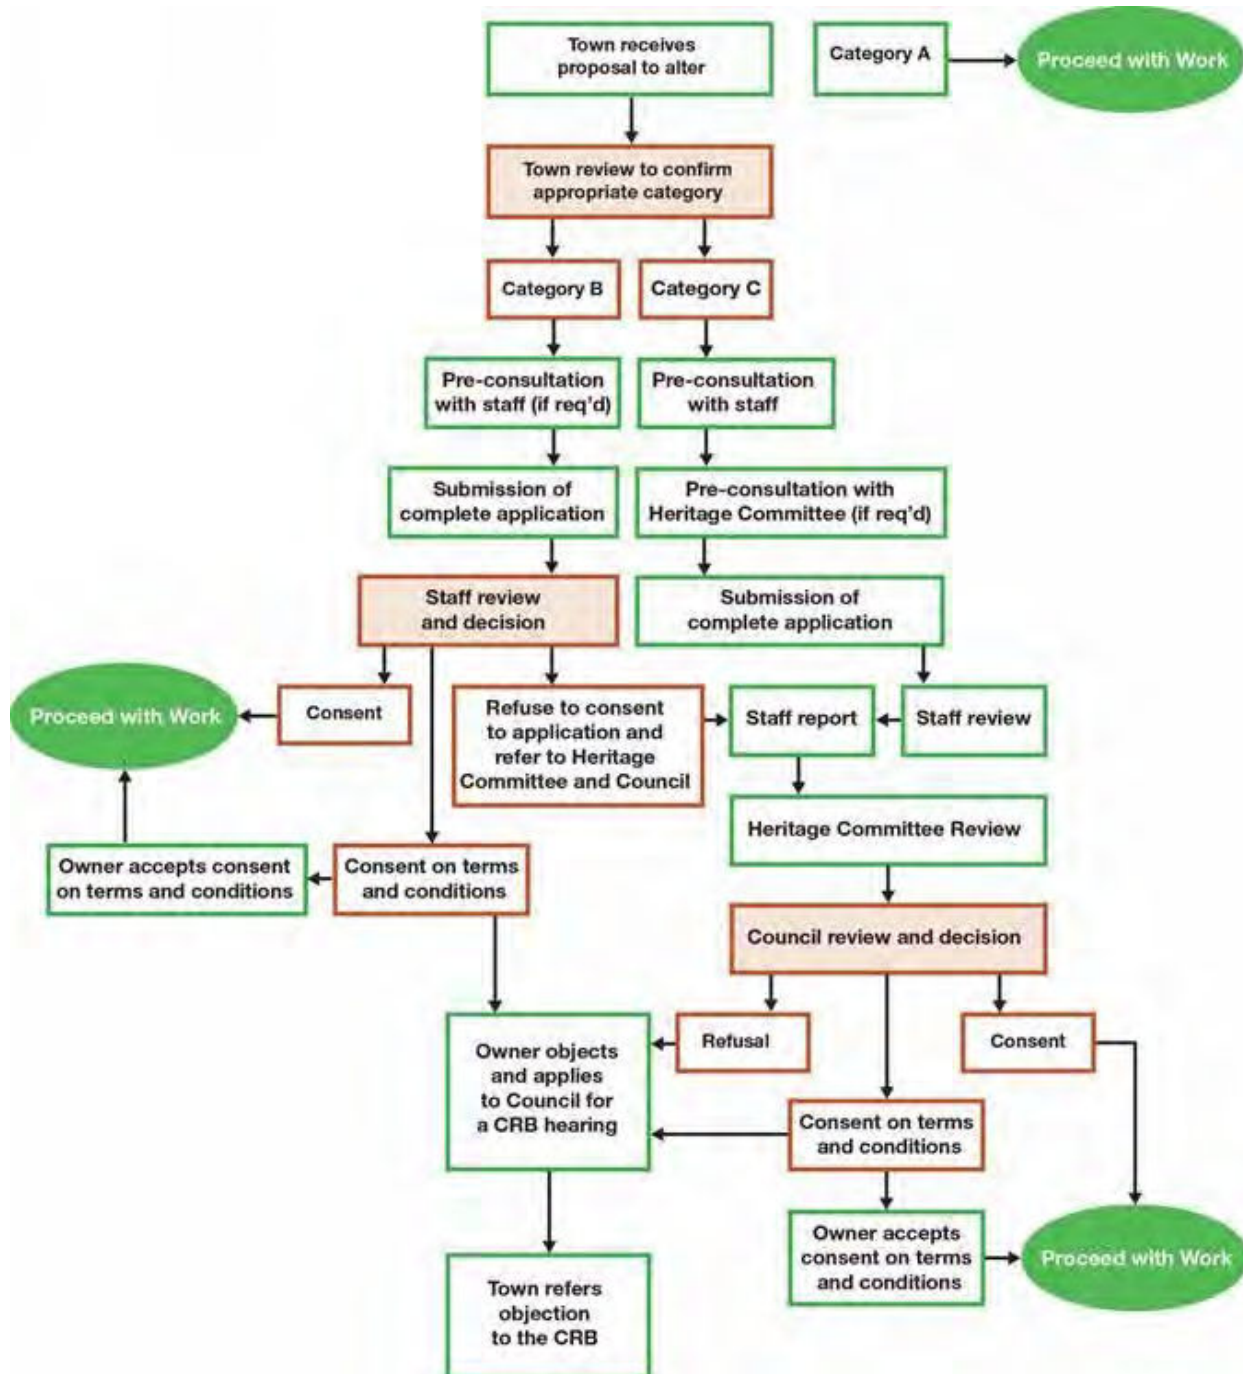 Town receives
proposal to alter
Category A
Proceed with Work
Town review to confirm
appropriate category
Category B
Category C
Pre-consultation
with staff (if req'd)
Pre-consultation
with staff
Submission of
complete application
Pre-consultation with
Heritage Committee (if req'd)
Staff review
and decision
Submission of
complete application
Proceed with Work
Consent
Refuse to consent
to application and
refer to Heritage
Committee and Council
Staff report
Staff review
Heritage Committee Review
Owner accepts consent
on terms and conditions
Consent on terms
and conditions
Council review and decision
Owner objects
and applies
to Council for
a CRB hearing
Refusal
Consent
Consent on terms
and conditions
Owner accepts
consent on terms
and conditions
Proceed with Work
Town refers
objection
to the CRB